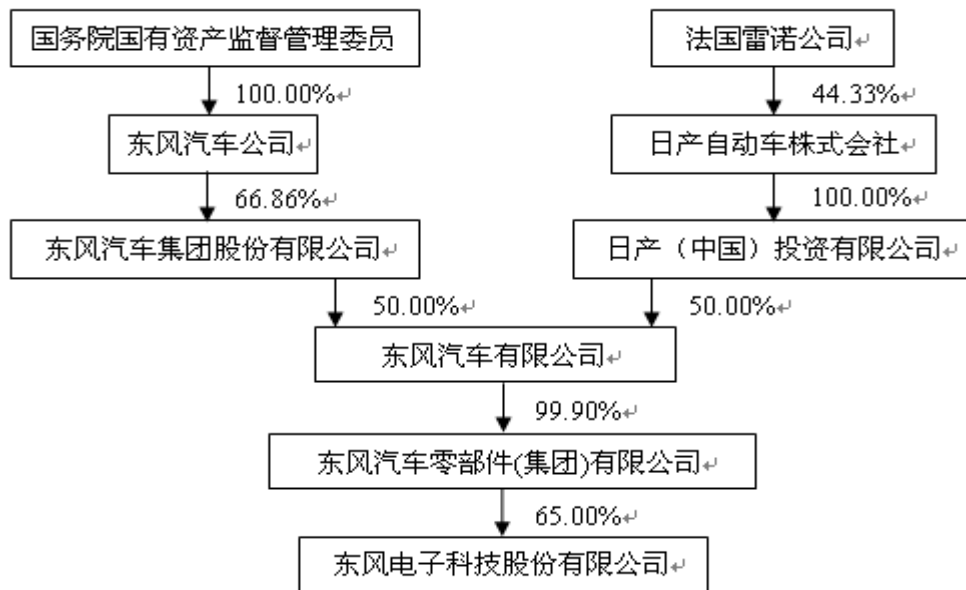 国务院国有资产监督管理委员
法国雷诺公司↵
100.00%↵
44.33%↵
东风汽车公司↵
日产自动车株式会社↵
66.86%↵
100.00%↵
东风汽车集团股份有限公司↵
日产（中国）投资有限公司↵
50.00%↵
50.00%↵
东风汽车有限公司↵
99.90%↵
东风汽车零部件(集团)有限公司↵
65.00%↵
东风电子科技股份有限公司↵